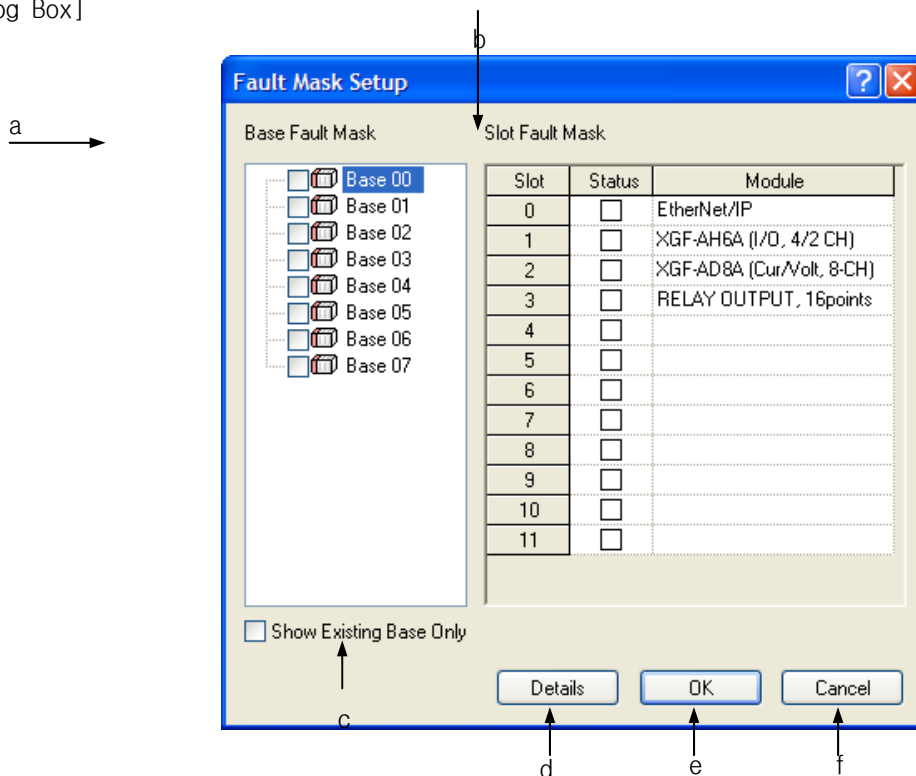 og Box]
b
Fault Mask Setup
a
Base Fault Mask
Slot Fault Mask
Base 00
Base 01
Base 02
Base 03
Base 04
Base 05
Base 06
Base 07
Slot Status Module
0 EtherNet/IP
1 XGF-AH6A (I/O, 4/2 CH)
2 XGF-AD8A (Cur/Volt, 8-CH)
3 RELAY OUTPUT, 16points
4
5
6
7
8
9
10
11
Show Existing Base Only
Details OK Cancel
c
d e f